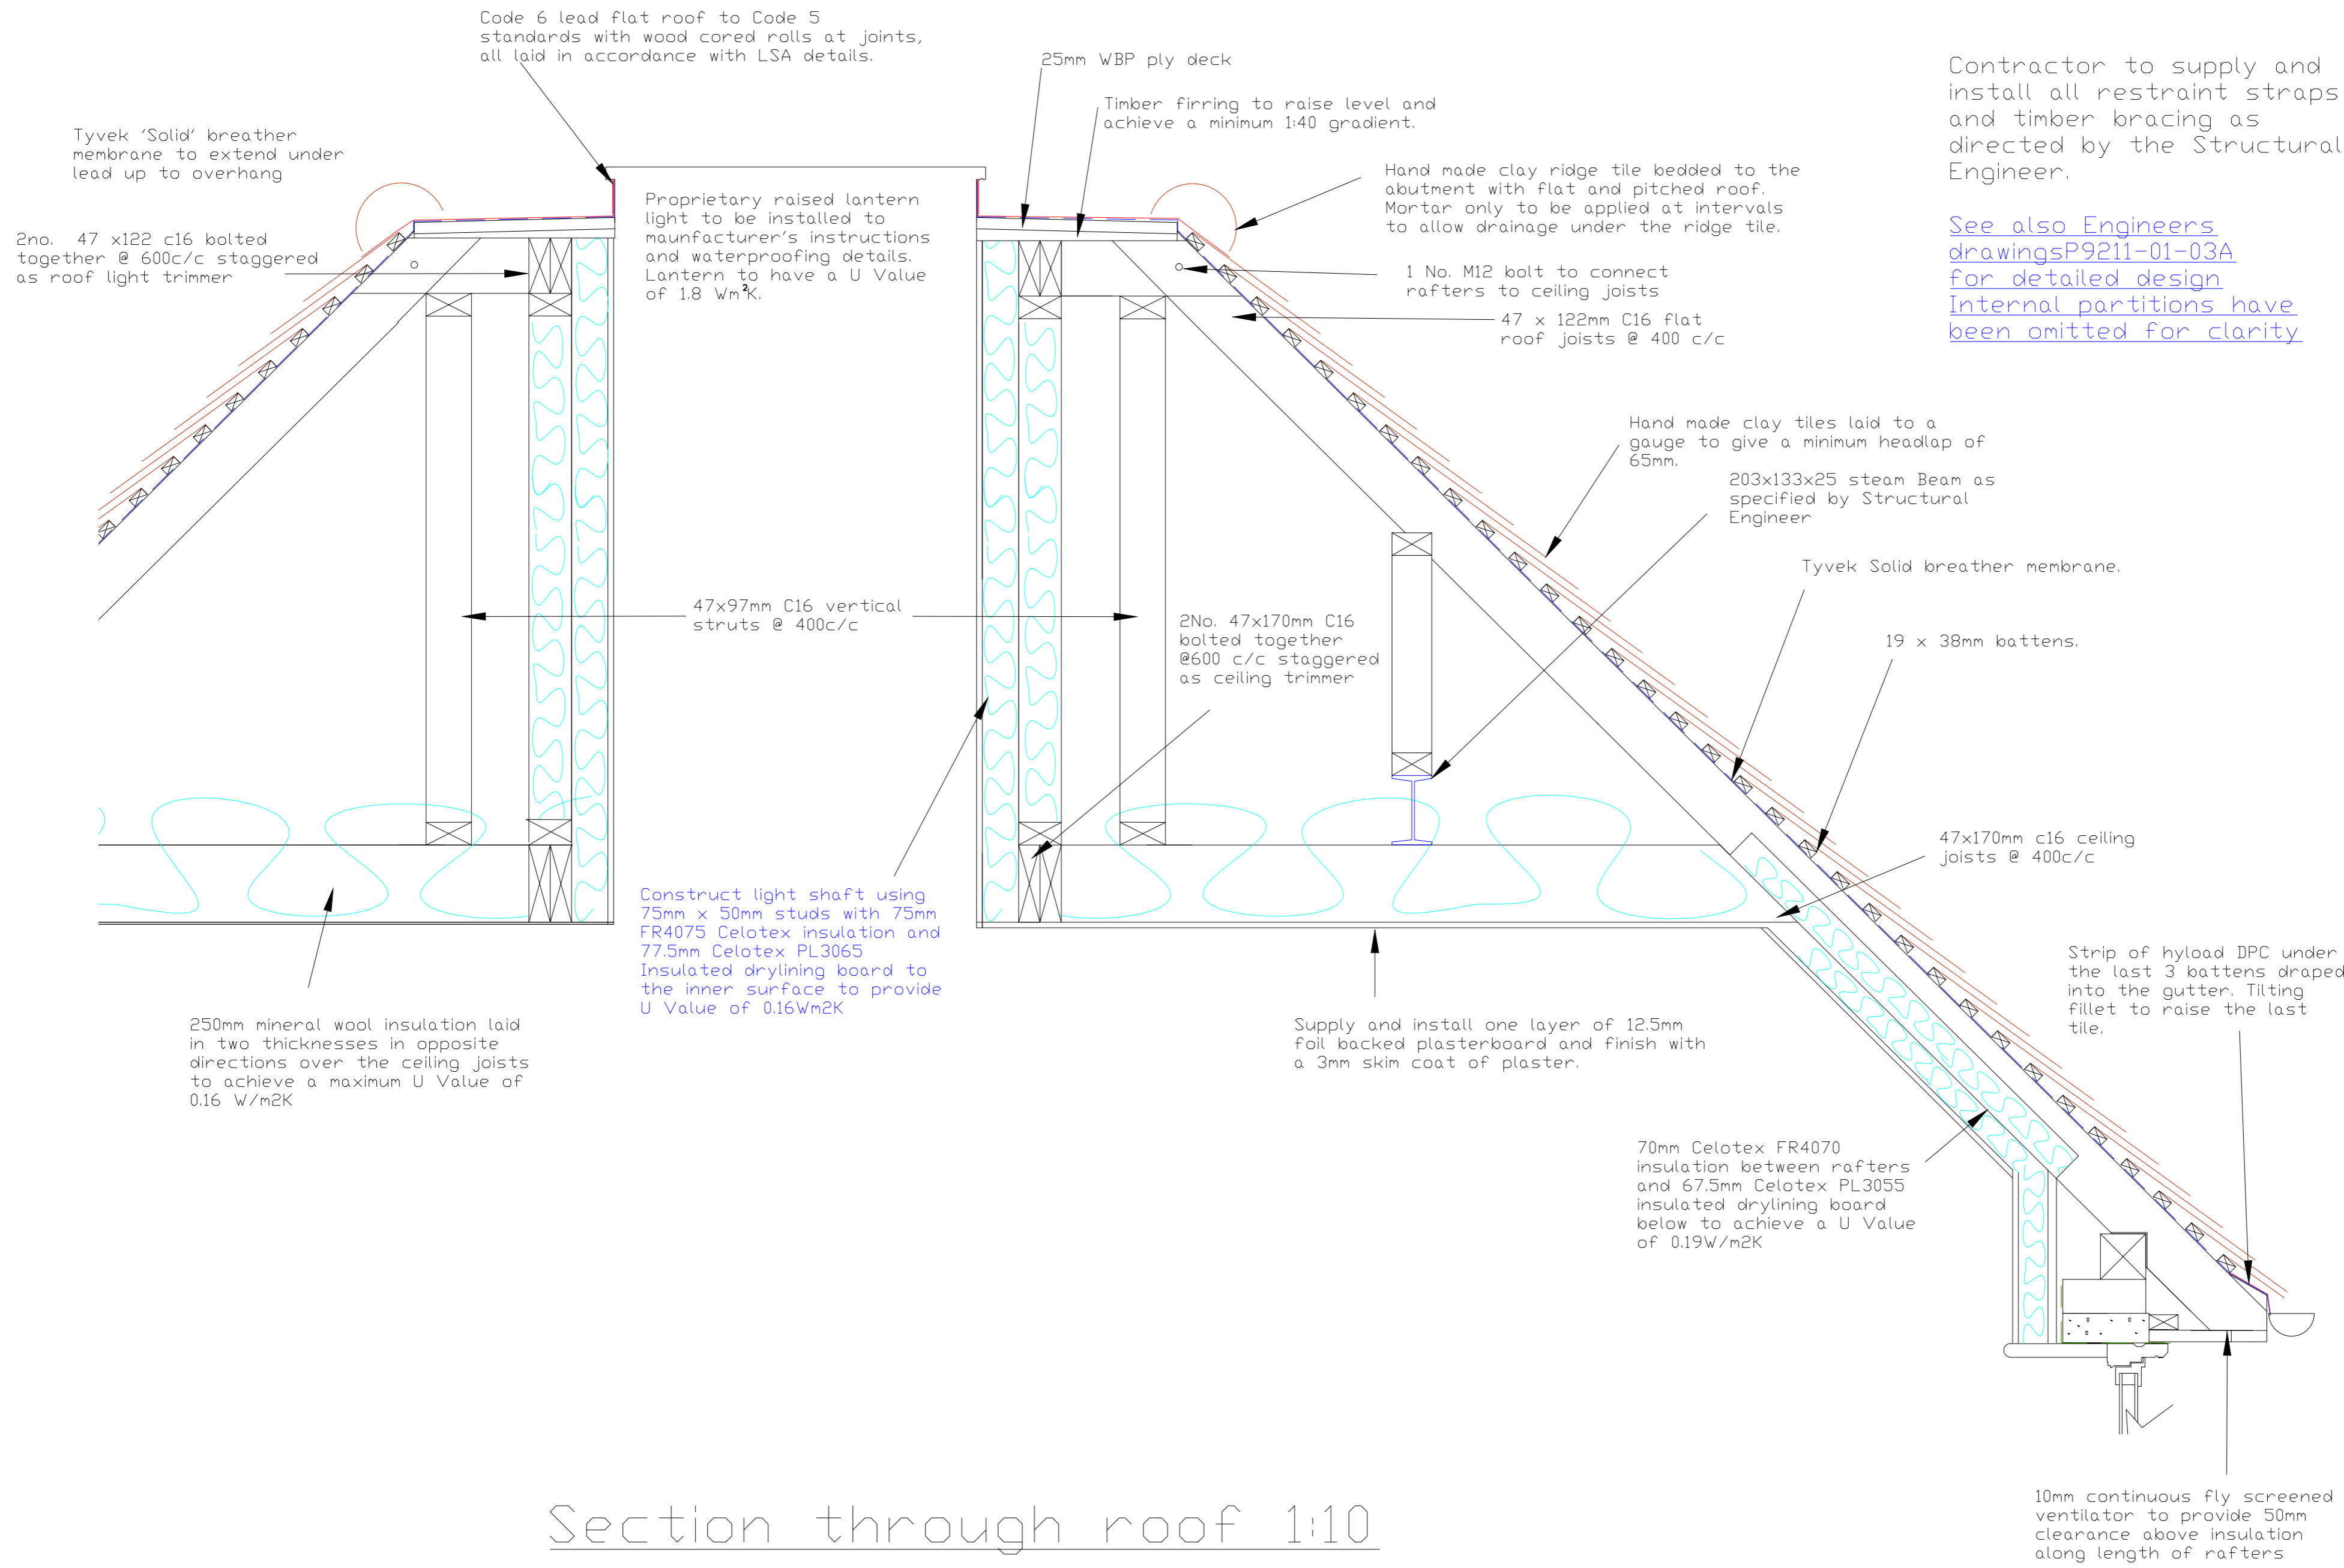 Code 6 lead flat roof to Code 5
standards with wood cored rolls at joints,
all laid in accordance with LSA details.
25mm WBP ply deck
Timber firring to raise level and
achieve a minimum 1:40 gradient.
Contractor to supply and
install all restraint straps
and timber bracing as
directed by the Structural
Engineer.
See also Engineers
drawingsP9211-01-03A
for detailed design
Internal partitions have
been omitted for clarity
Tyvek 'Solid' breather
membrane to extend under
lead up to overhang
2no. 47 x122 c16 bolted
together @ 600c/c staggered
as roof light trimmer
Proprietary raised lantern
light to be installed to
maunfacturer's instructions
and waterproofing details.
Lantern to have a U Value
of 1.8 Wm²K.
Hand made clay ridge tile bedded to the
abutment with flat and pitched roof.
Mortar only to be applied at intervals
to allow drainage under the ridge tile.
1 No. M12 bolt to connect
rafters to ceiling joists
47 x 122mm C16 flat
roof joists @ 400 c/c
Hand made clay tiles laid to a
gauge to give a minimum headlap of
65mm.
203x133x25 steam Beam as
specified by Structural
Engineer
Tyvek Solid breather membrane.
19 x 38mm battens.
47x97mm C16 vertical
struts @ 400c/c
2No. 47x170mm C16
bolted together
@600 c/c staggered
as ceiling trimmer
47x170mm c16 ceiling
joists @ 400c/c
Construct light shaft using
75mm x 50mm studs with 75mm
FR4075 Celotex insulation and
77.5mm Celotex PL3065
Insulated drylining board to
the inner surface to provide
U Value of 0.16Wm2K
250mm mineral wool insulation laid
in two thicknesses in opposite
directions over the ceiling joists
to achieve a maximum U Value of
0.16 W/m2K
Supply and install one layer of 12.5mm
foil backed plasterboard and finish with
a 3mm skim coat of plaster.
Strip of hyload DPC under
the last 3 battens draped
into the gutter. Tilting
fillet to raise the last
tile.
70mm Celotex FR4070
insulation between rafters
and 67.5mm Celotex PL3055
insulated drylining board
below to achieve a U Value
of 0.19W/m2K
10mm continuous fly screened
ventilator to provide 50mm
clearance above insulation
along length of rafters
Section through roof 1:10